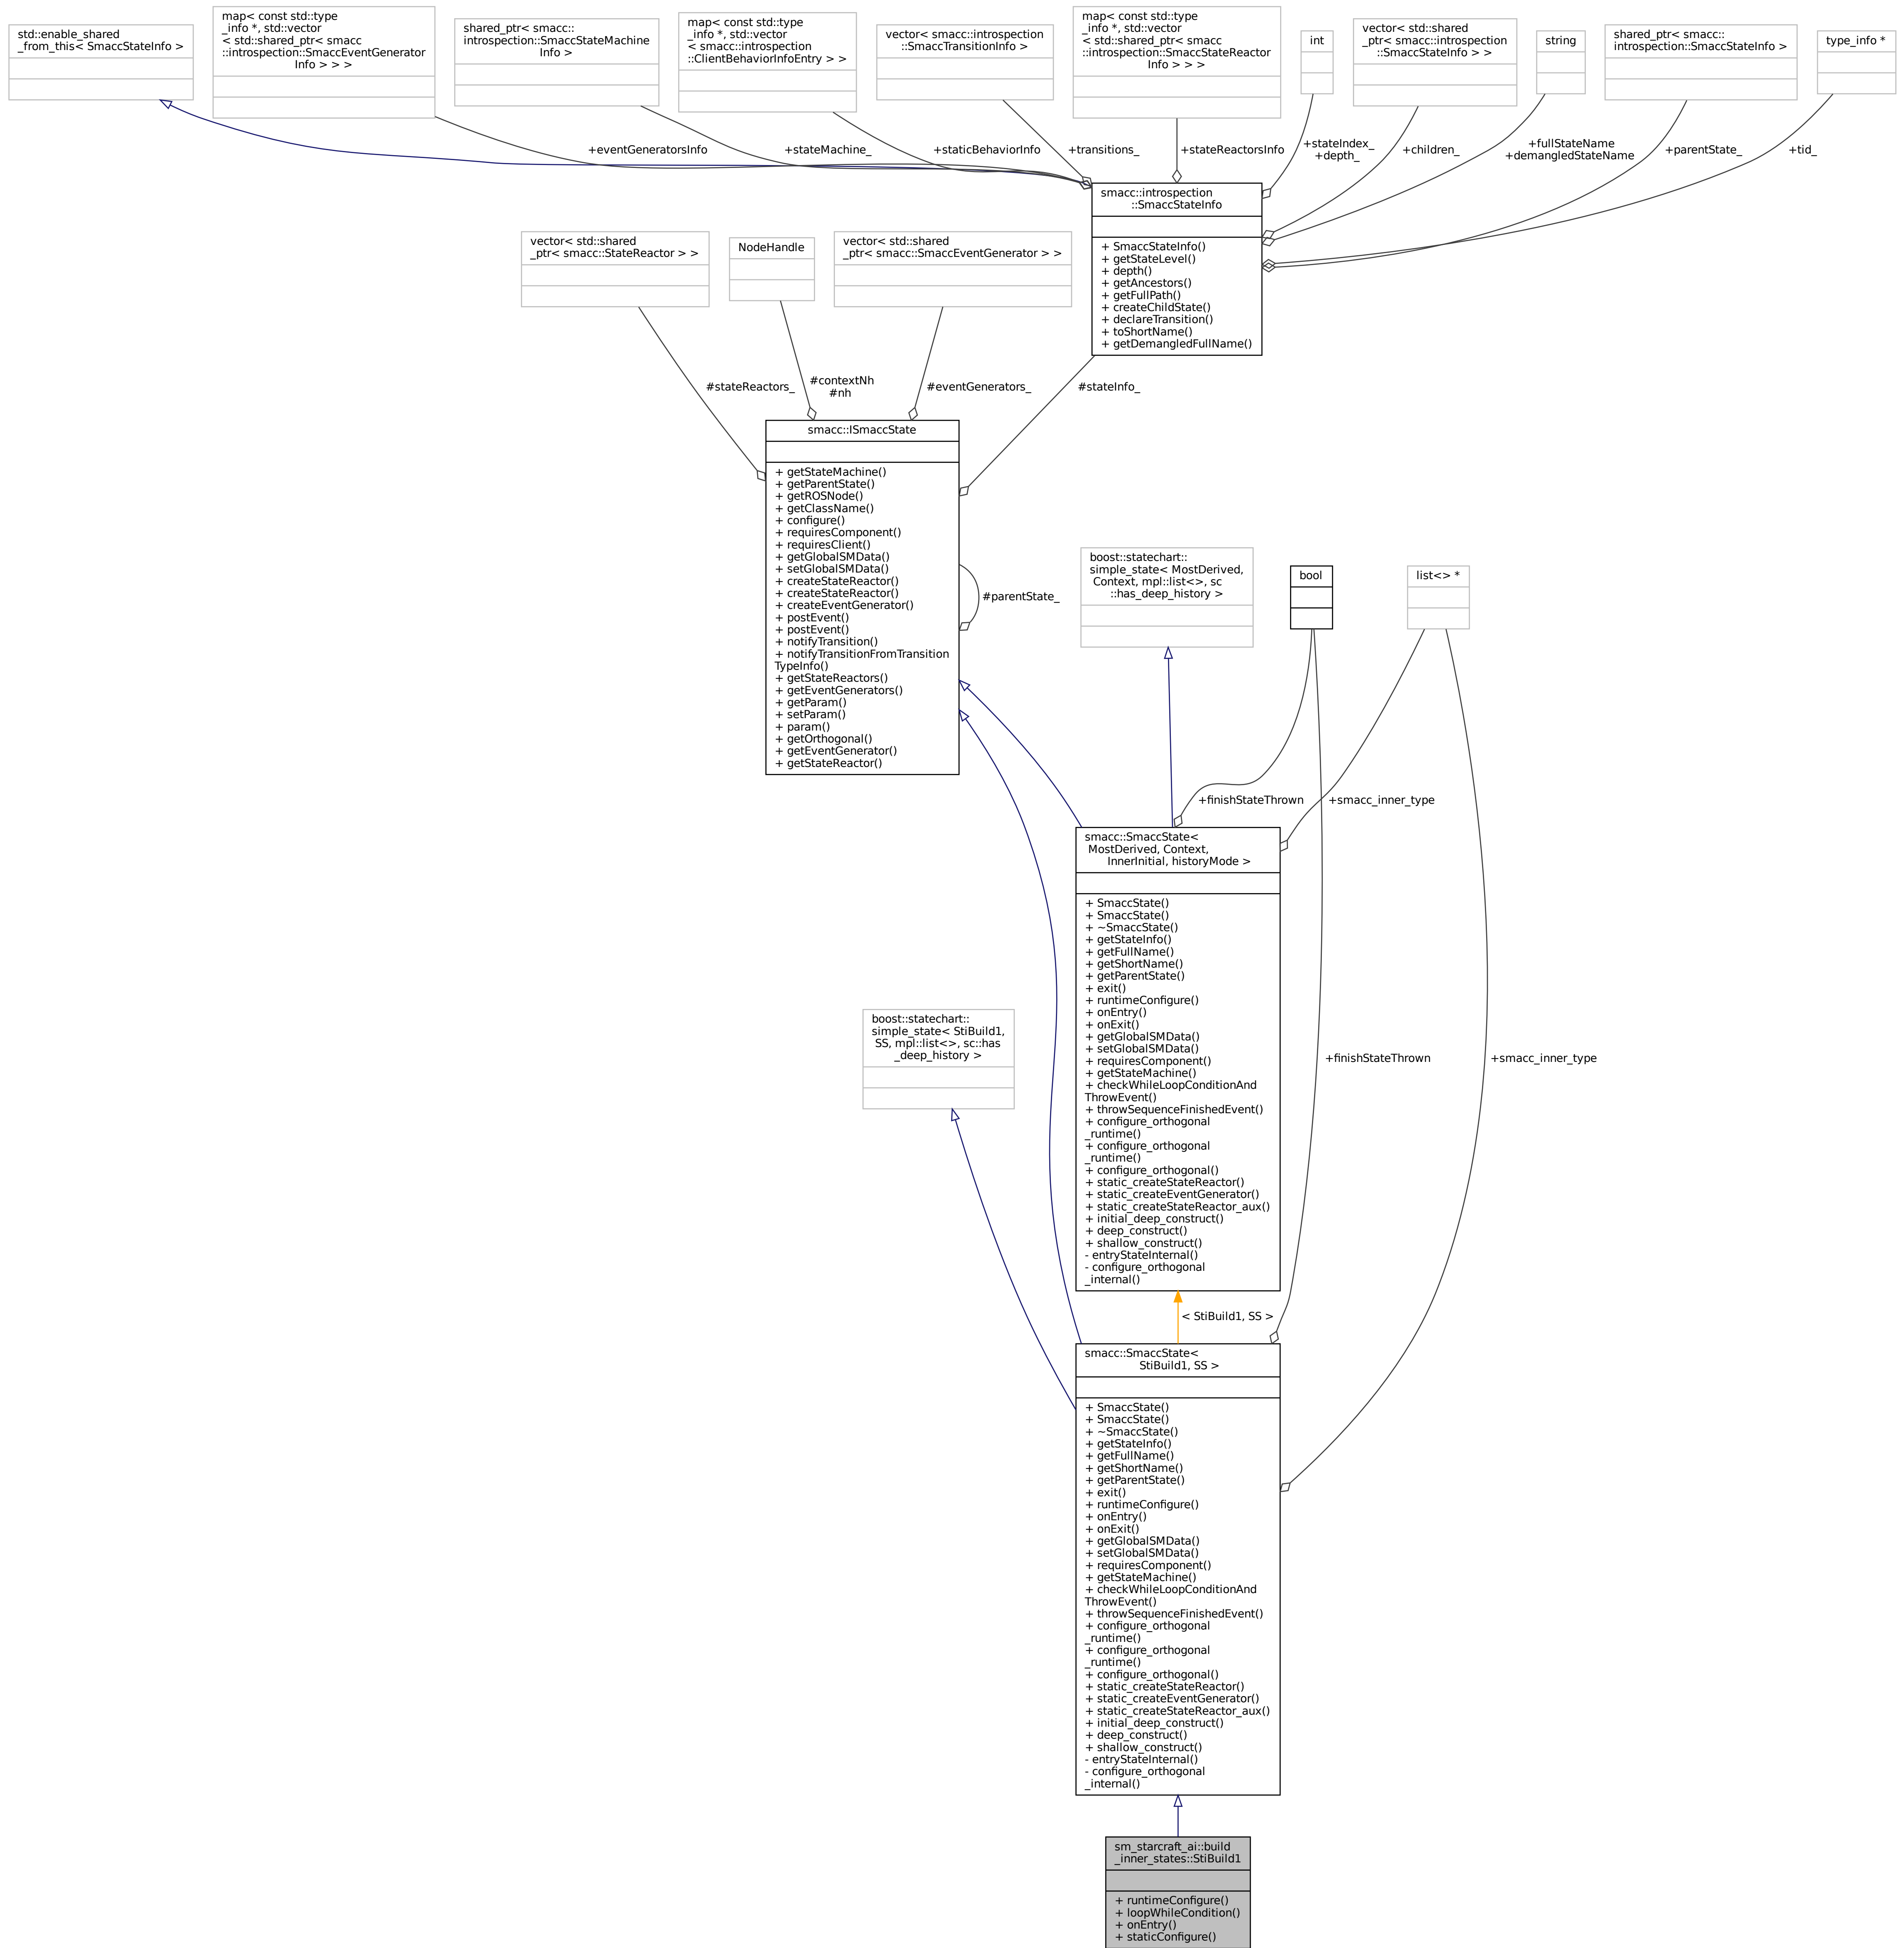 std::enable_shared
_from_this< SmaccStateInfo >
map< const std::type
_info *, std::vector
< std::shared_ptr< smacc
::introspection::SmaccEventGenerator
Info > > >
shared_ptr< smacc::
introspection::SmaccStateMachine
Info >
map< const std::type
_info *, std::vector
< smacc::introspection
::ClientBehaviorInfoEntry > >
vector< smacc::introspection
::SmaccTransitionInfo >
map< const std::type
_info *, std::vector
< std::shared_ptr< smacc
::introspection::SmaccStateReactor
Info > > >
int
vector< std::shared
_ptr< smacc::introspection
::SmaccStateInfo > >
string
shared_ptr< smacc::
introspection::SmaccStateInfo >
type_info *
+eventGeneratorsInfo
+stateMachine_
+staticBehaviorInfo
+transitions_
+stateReactorsInfo
+stateIndex_
+depth_
+children_
+fullStateName
+demangledStateName
+parentState_
+tid_
smacc::introspection
::SmaccStateInfo
+ SmaccStateInfo()
+ getStateLevel()
+ depth()
+ getAncestors()
+ getFullPath()
+ createChildState()
+ declareTransition()
+ toShortName()
+ getDemangledFullName()
vector< std::shared
_ptr< smacc::StateReactor > >
NodeHandle
vector< std::shared
_ptr< smacc::SmaccEventGenerator > >
#stateReactors_
#contextNh
#nh
#eventGenerators_
#stateInfo_
smacc::ISmaccState
+ getStateMachine()
+ getParentState()
+ getROSNode()
+ getClassName()
+ configure()
+ requiresComponent()
+ requiresClient()
+ getGlobalSMData()
+ setGlobalSMData()
+ createStateReactor()
+ createStateReactor()
+ createEventGenerator()
+ postEvent()
+ postEvent()
+ notifyTransition()
+ notifyTransitionFromTransition
TypeInfo()
+ getStateReactors()
+ getEventGenerators()
+ getParam()
+ setParam()
+ param()
+ getOrthogonal()
+ getEventGenerator()
+ getStateReactor()
#parentState_
boost::statechart::
simple_state< MostDerived,
Context, mpl::list<>, sc
::has_deep_history >
bool
list<> *
+finishStateThrown
+smacc_inner_type
smacc::SmaccState<
MostDerived, Context,
InnerInitial, historyMode >
+ SmaccState()
+ SmaccState()
+ ~SmaccState()
+ getStateInfo()
+ getFullName()
+ getShortName()
+ getParentState()
+ exit()
+ runtimeConfigure()
+ onEntry()
+ onExit()
+ getGlobalSMData()
+ setGlobalSMData()
+ requiresComponent()
+ getStateMachine()
+ checkWhileLoopConditionAnd
ThrowEvent()
+ throwSequenceFinishedEvent()
+ configure_orthogonal
_runtime()
+ configure_orthogonal
_runtime()
+ configure_orthogonal()
+ static_createStateReactor()
+ static_createEventGenerator()
+ static_createStateReactor_aux()
+ initial_deep_construct()
+ deep_construct()
+ shallow_construct()
- entryStateInternal()
- configure_orthogonal
_internal()
boost::statechart::
simple_state< StiBuild1,
SS, mpl::list<>, sc::has
_deep_history >
+finishStateThrown
+smacc_inner_type
< StiBuild1, SS >
smacc::SmaccState<
StiBuild1, SS >
+ SmaccState()
+ SmaccState()
+ ~SmaccState()
+ getStateInfo()
+ getFullName()
+ getShortName()
+ getParentState()
+ exit()
+ runtimeConfigure()
+ onEntry()
+ onExit()
+ getGlobalSMData()
+ setGlobalSMData()
+ requiresComponent()
+ getStateMachine()
+ checkWhileLoopConditionAnd
ThrowEvent()
+ throwSequenceFinishedEvent()
+ configure_orthogonal
_runtime()
+ configure_orthogonal
_runtime()
+ configure_orthogonal()
+ static_createStateReactor()
+ static_createEventGenerator()
+ static_createStateReactor_aux()
+ initial_deep_construct()
+ deep_construct()
+ shallow_construct()
- entryStateInternal()
- configure_orthogonal
_internal()
sm_starcraft_ai::build
_inner_states::StiBuild1
+ runtimeConfigure()
+ loopWhileCondition()
+ onEntry()
+ staticConfigure()